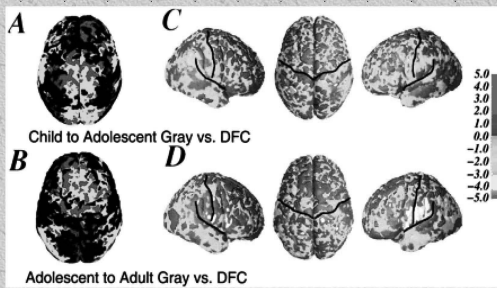 A
C
Child to Adolescent Gray vs. DFC
B
D
Adolescent to Adult Gray vs. DFC
5.0
4.0
3.0
2.0
1.0
0.0
-1.0
-2.0
-3.0
-4.0
-5.0